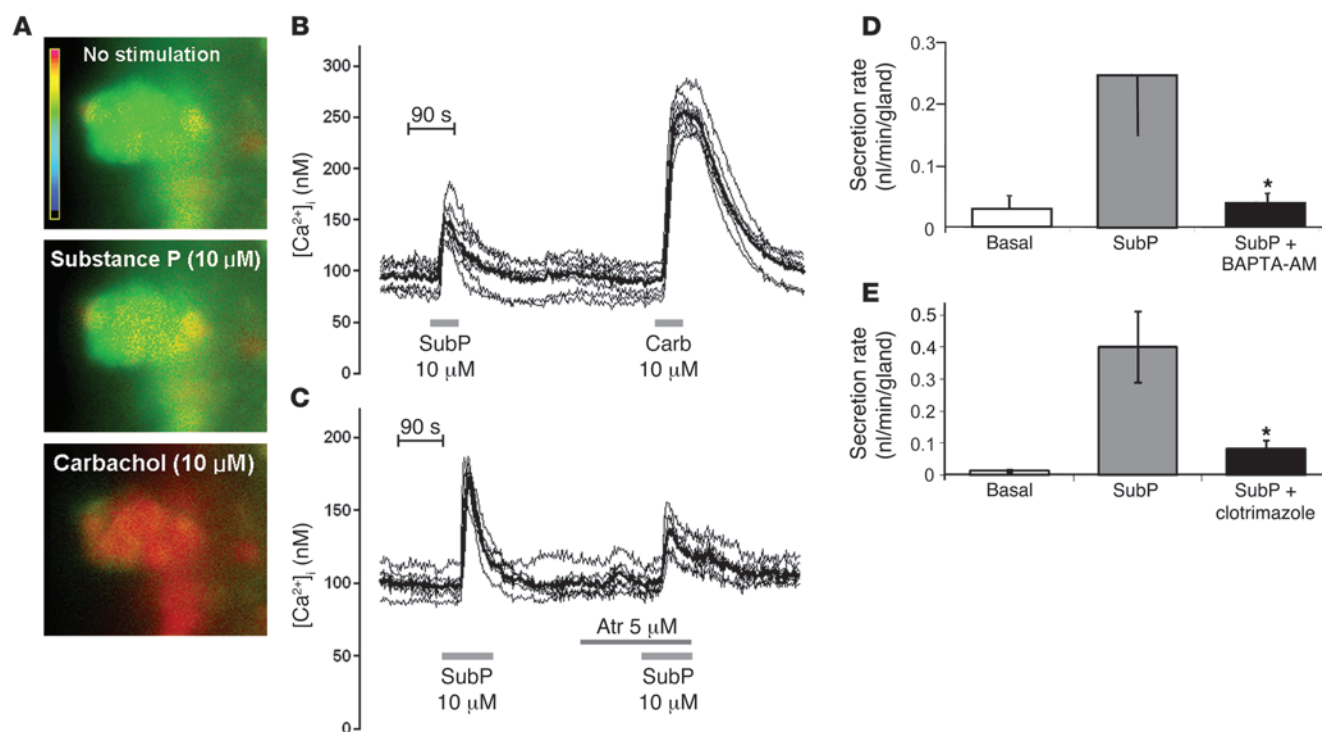 A
No stimulation
Substance P (10 µM)
Carbachol (10 µM)
B
[Ca²⁺]ᵢ (nM)
300
250
200
150
100
50
0
90 s
SubP
10 µM
Carb
10 µM
C
[Ca²⁺]ᵢ (nM)
200
150
100
50
0
90 s
Atr 5 µM
SubP
10 µM
SubP
10 µM
D
Secretion rate
(nl/min/gland)
0.3
0.2
0.1
0
*
Basal
SubP
SubP +
BAPTA-AM
E
Secretion rate
(nl/min/gland)
0.5
0.4
0.3
0.2
0.1
0
*
Basal
SubP
SubP +
clotrimazole